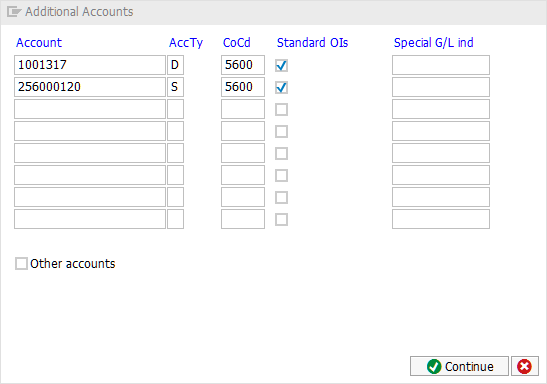 Additional Accounts
Account AccTy CoCd Standard OIs Special G/L ind
1001317 D 5600
256000120 S 5600
Other accounts
Continue